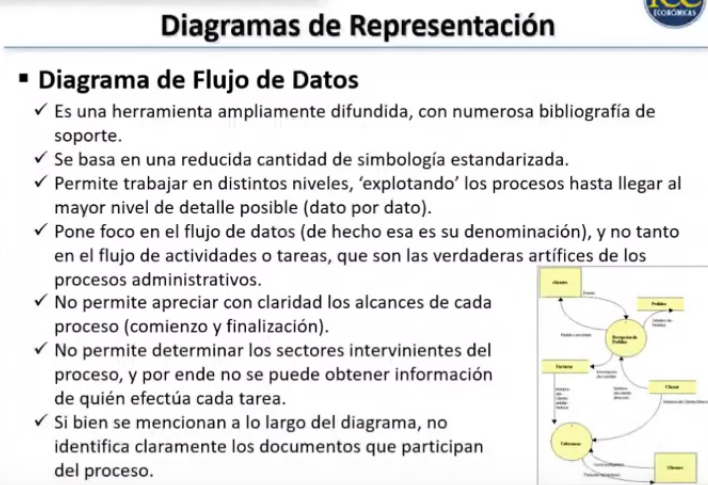 ECONÓMICAS
Diagramas de Representación
▪ Diagrama de Flujo de Datos
✓ Es una herramienta ampliamente difundida, con numerosa bibliografía de
soporte.
✓ Se basa en una reducida cantidad de simbología estandarizada.
✓ Permite trabajar en distintos niveles, ‘explotando’ los procesos hasta llegar al
mayor nivel de detalle posible (dato por dato).
✓ Pone foco en el flujo de datos (de hecho esa es su denominación), y no tanto
en el flujo de actividades o tareas, que son las verdaderas artífices de los
procesos administrativos.
✓ No permite apreciar con claridad los alcances de cada
proceso (comienzo y finalización).
✓ No permite determinar los sectores intervinientes del
proceso, y por ende no se puede obtener información
de quién efectúa cada tarea.
✓ Si bien se mencionan a lo largo del diagrama, no
identifica claramente los documentos que participan
del proceso.
Pedidos
Recepción de
Pedidos
Facturas
Cobranzas